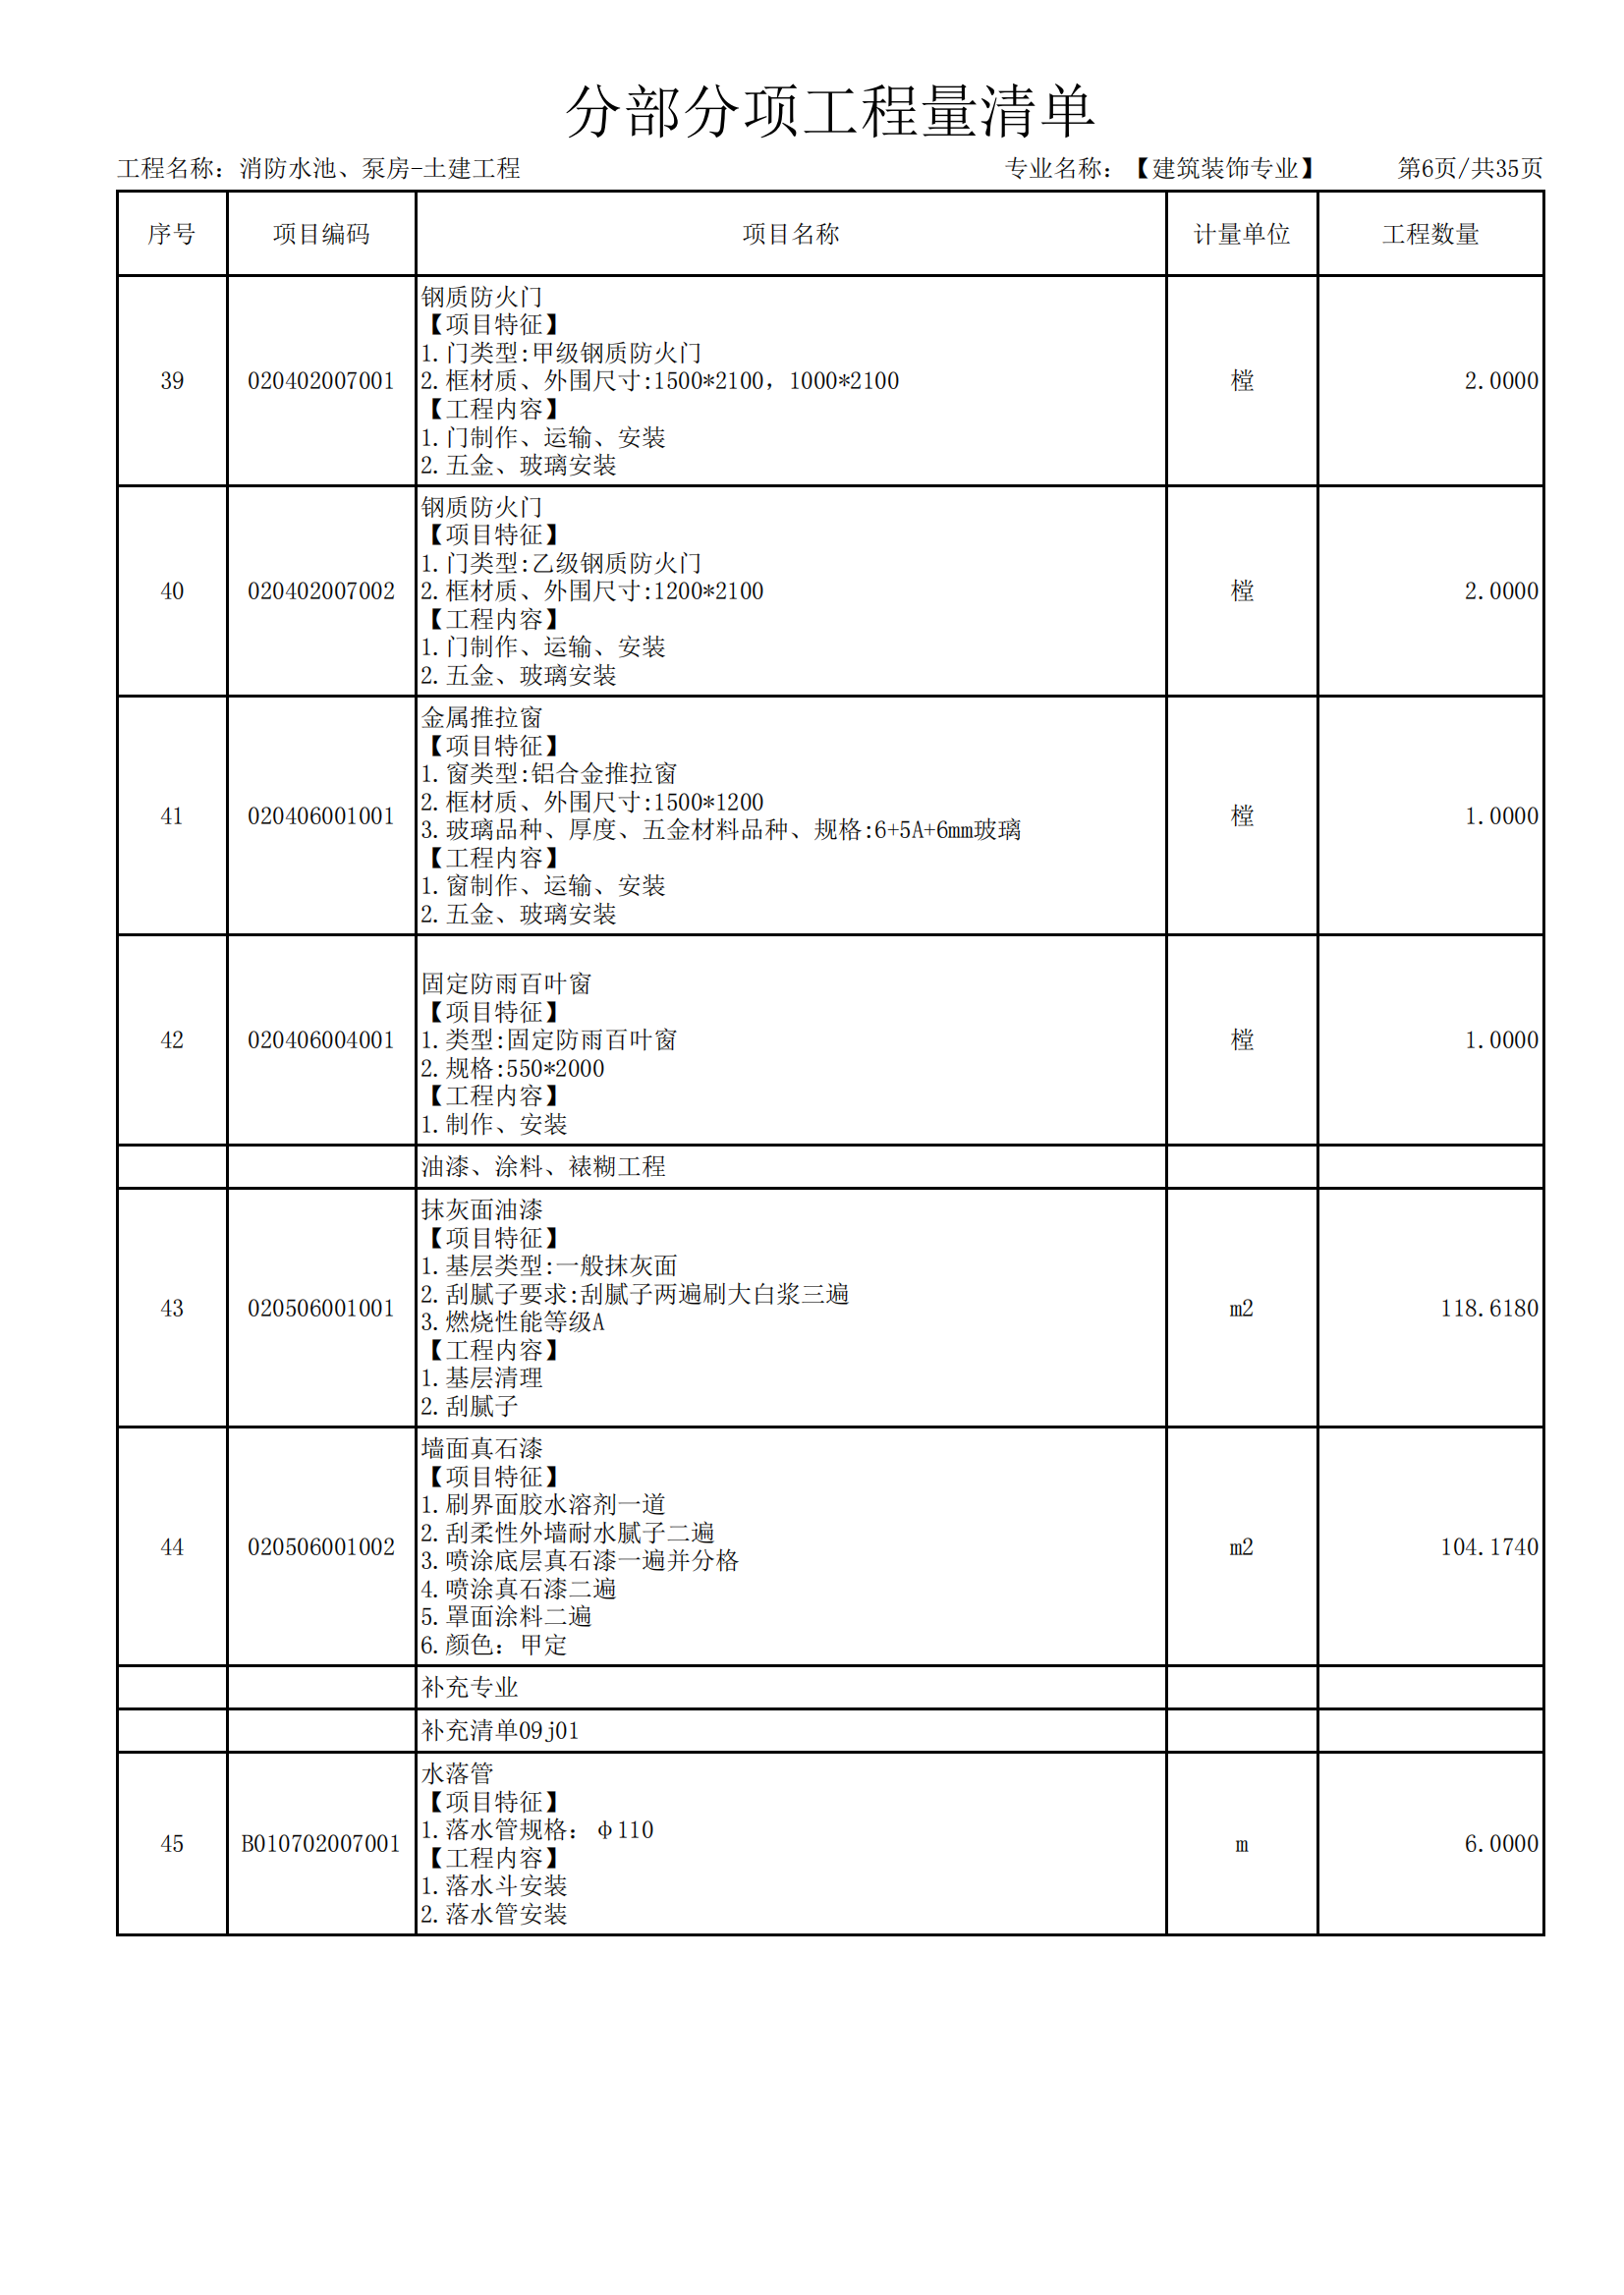 分部分项工程量清单
工程名称：消防水池、泵房-土建工程 专业名称：【建筑装饰专业】 第6页/共35页
序号 项目编码 项目名称 计量单位 工程数量
钢质防火门
【项目特征】
1.门类型:甲级钢质防火门
39 020402007001 2.框材质、外围尺寸:1500*2100，1000*2100 樘 2.0000
【工程内容】
1.门制作、运输、安装
2.五金、玻璃安装
钢质防火门
【项目特征】
1.门类型:乙级钢质防火门
40 020402007002 2.框材质、外围尺寸:1200*2100 樘 2.0000
【工程内容】
1.门制作、运输、安装
2.五金、玻璃安装
金属推拉窗
【项目特征】
1.窗类型:铝合金推拉窗
2.框材质、外围尺寸:1500*1200
41 020406001001 3.玻璃品种、厚度、五金材料品种、规格:6+5A+6mm玻璃 樘 1.0000
【工程内容】
1.窗制作、运输、安装
2.五金、玻璃安装
固定防雨百叶窗
【项目特征】
42 020406004001 1.类型:固定防雨百叶窗 樘 1.0000
2.规格:550*2000
【工程内容】
1.制作、安装
油漆、涂料、裱糊工程
抹灰面油漆
【项目特征】
1.基层类型:一般抹灰面
2.刮腻子要求:刮腻子两遍刷大白浆三遍
43 020506001001 3.燃烧性能等级A m2 118.6180
【工程内容】
1.基层清理
2.刮腻子
墙面真石漆
【项目特征】
1.刷界面胶水溶剂一道
2.刮柔性外墙耐水腻子二遍
44 020506001002 3.喷涂底层真石漆一遍并分格 m2 104.1740
4.喷涂真石漆二遍
5.罩面涂料二遍
6.颜色：甲定
补充专业
补充清单09j01
水落管
【项目特征】
1.落水管规格：φ110
45 B010702007001 【工程内容】 m 6.0000
1.落水斗安装
2.落水管安装